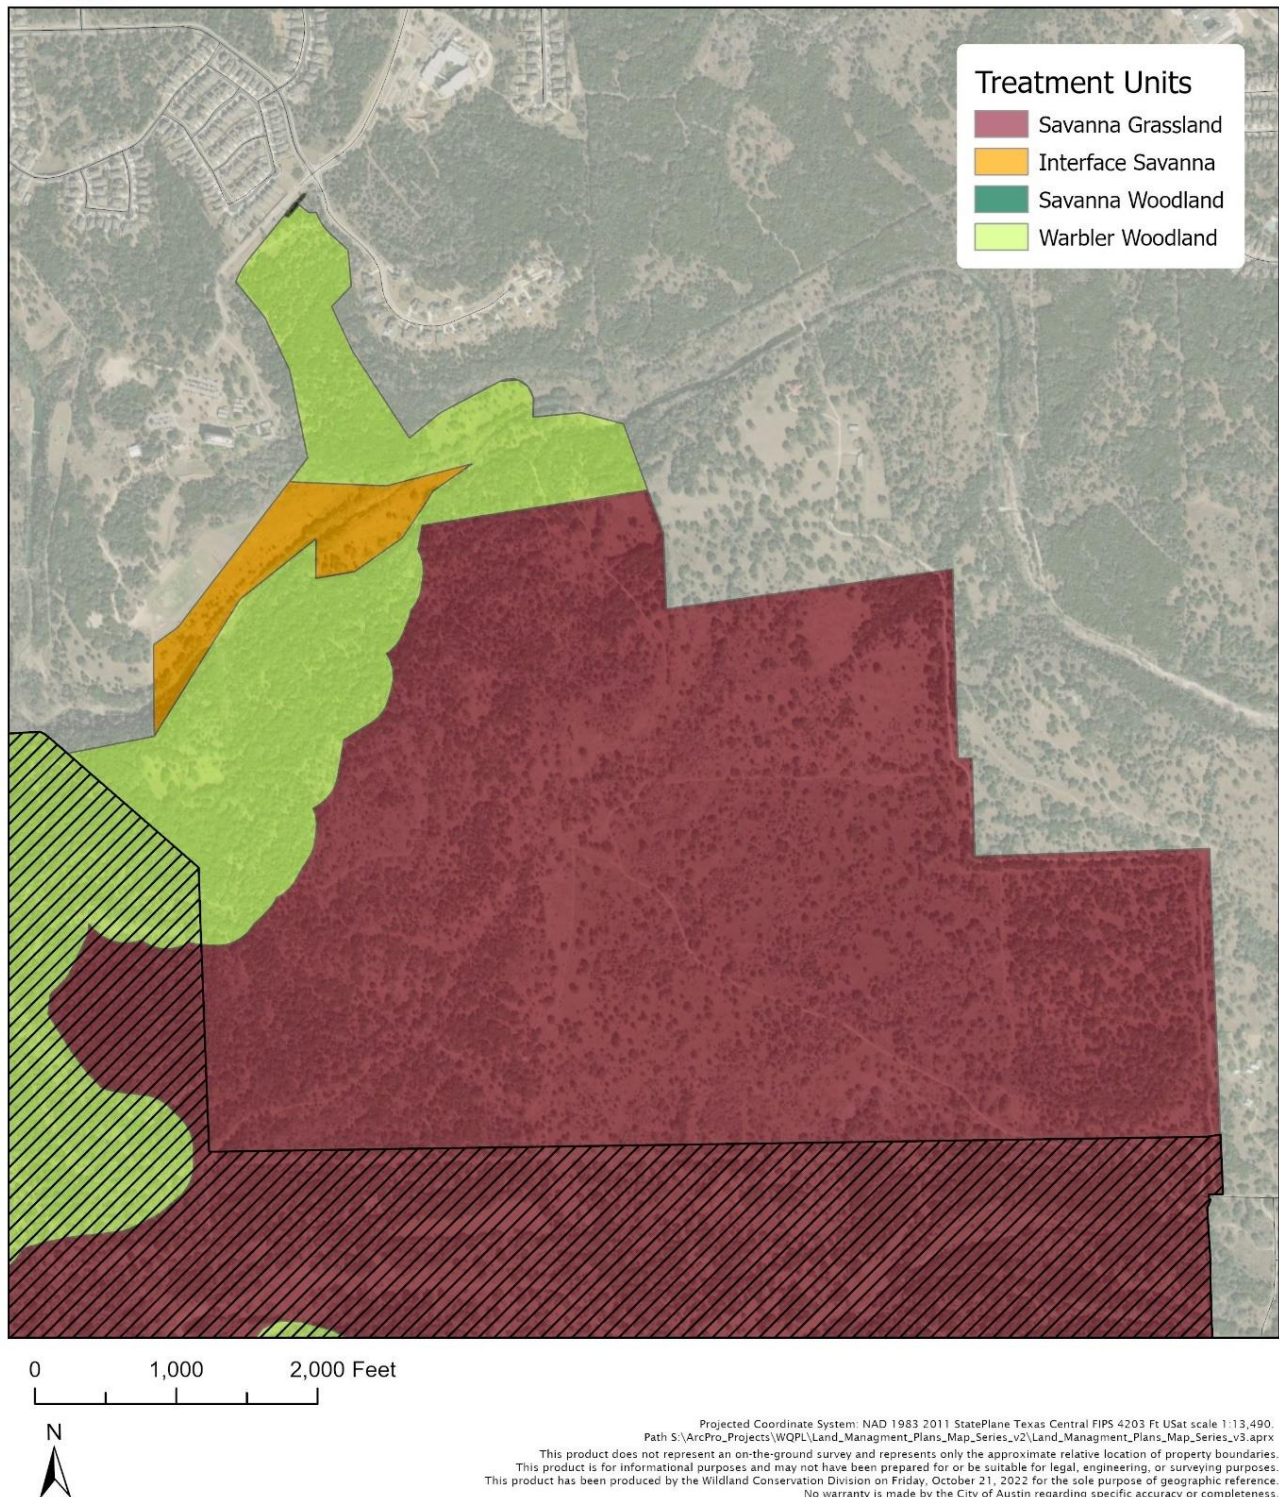 Treatment Units
Savanna Grassland
Interface Savanna
Savanna Woodland
Warbler Woodland
0 1,000 2,000 Feet
N
Projected Coordinate System: NAD 1983 2011 StatePlane Texas Central FIPS 4203 Ft USat scale 1:13,490.
Path S:\ArcPro_Projects\WQPL\Land_Managment_Plans_Map_Series_v2\Land_Managment_Plans_Map_Series_v3.aprx
This product does not represent an on-the-ground survey and represents only the approximate relative location of property boundaries.
This product is for informational purposes and may not have been prepared for or be suitable for legal, engineering, or surveying purposes.
This product has been produced by the Wildland Conservation Division on Friday, October 21, 2022 for the sole purpose of geographic reference.
No warranty is made by the City of Austin regarding specific accuracy or completeness.